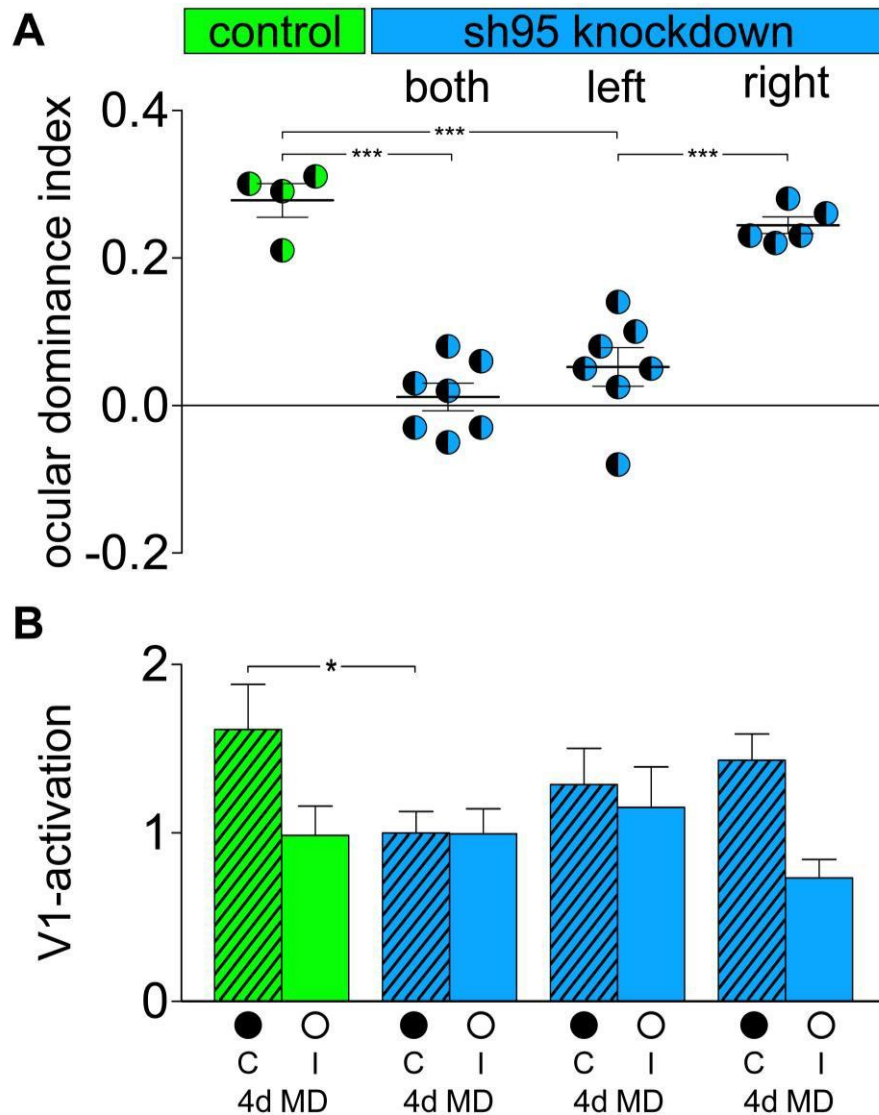 A
control
sh95 knockdown
both
left
right
0.4
0.2
0.0
-0.2
ocular dominance index
***
***
***
B
2
1
0
V1-activation
*
C I C I C I C I
4d MD 4d MD 4d MD 4d MD